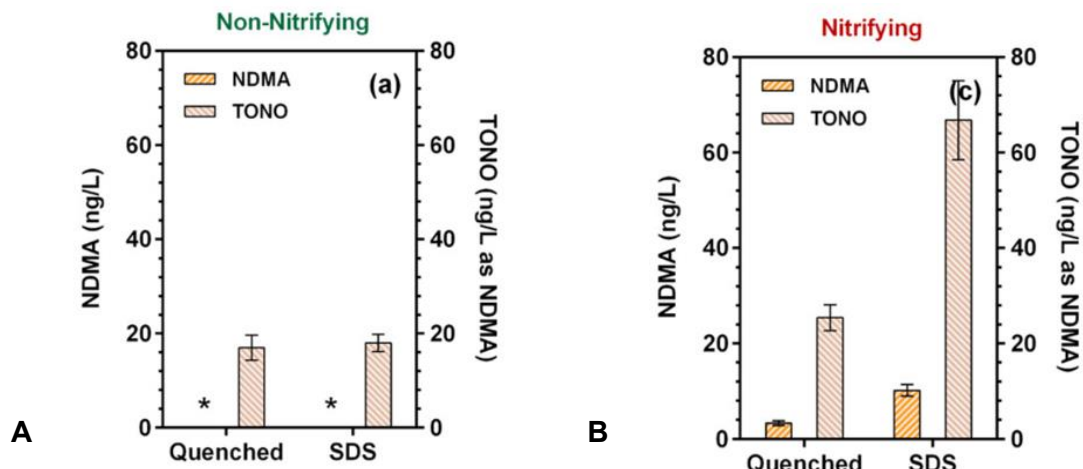 Non-Nitrifying
80
60
40
20
0
NDMA (ng/L)
NDMA
TONO
(a)
*
*
Quenched
SDS
80
60
40
20
0
TONO (ng/L as NDMA)
A
Nitrifying
80
60
40
20
0
NDMA (ng/L)
NDMA
TONO
(c)
Quenched
SDS
80
60
40
20
0
TONO (ng/L as NDMA)
B